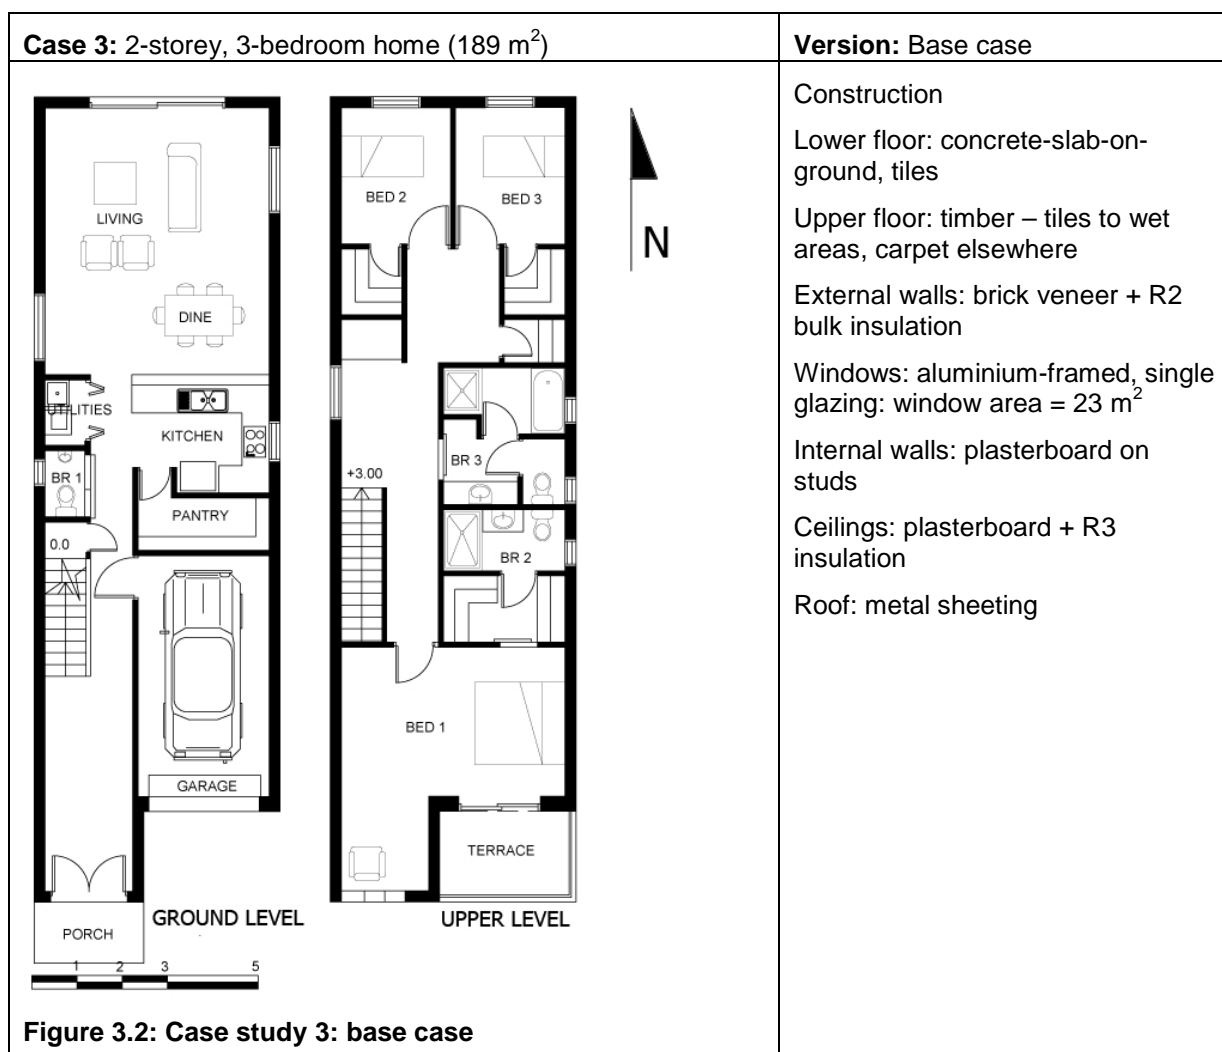 Case 3: 2-storey, 3-bedroom home (189 m²)
Version: Base case
LIVING
DINE
UTILITIES
KITCHEN
BR 1
PANTRY
0.0
GARAGE
PORCH
GROUND LEVEL
1 2 3 5
BED 2
BED 3
BR 3
+3.00
BR 2
BED 1
TERRACE
UPPER LEVEL
N
Figure 3.2: Case study 3: base case
Construction
Lower floor: concrete-slab-on-
ground, tiles
Upper floor: timber – tiles to wet
areas, carpet elsewhere
External walls: brick veneer + R2
bulk insulation
Windows: aluminium-framed, single
glazing: window area = 23 m²
Internal walls: plasterboard on
studs
Ceilings: plasterboard + R3
insulation
Roof: metal sheeting